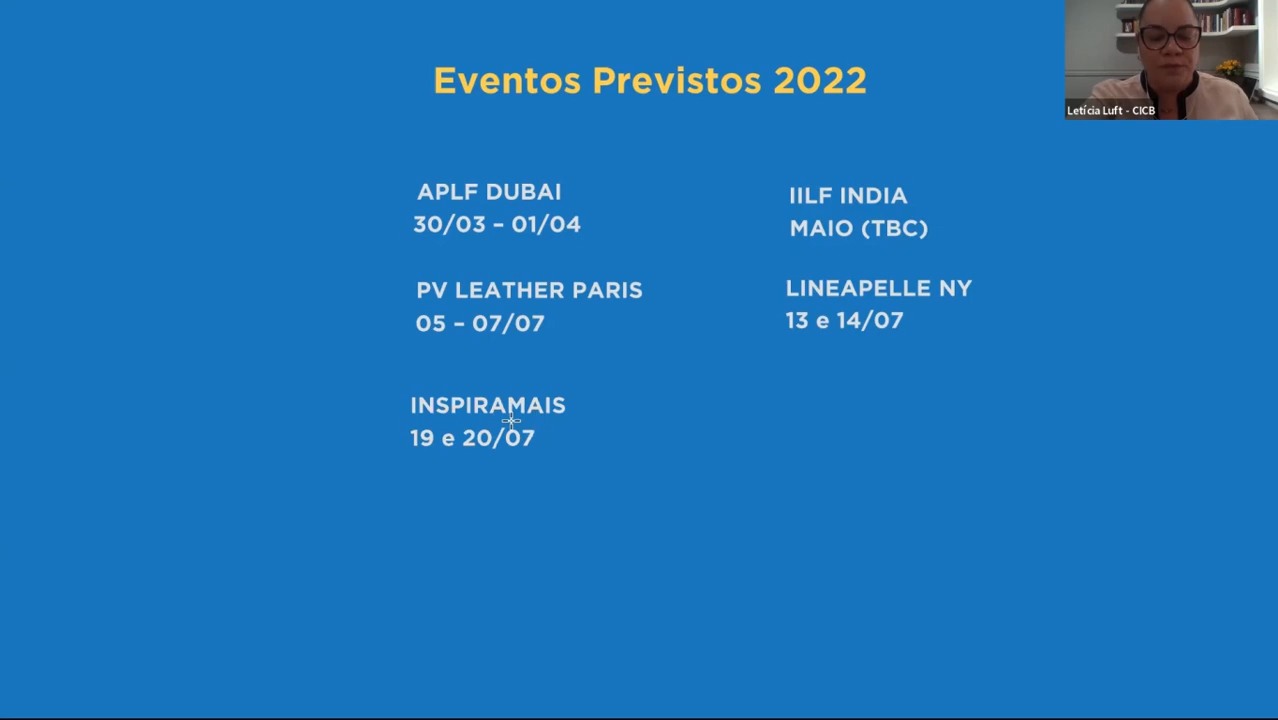 Eventos Previstos 2022
Letícia Luft - CICB
APLF DUBAI
30/03 – 01/04
IILF INDIA
MAIO (TBC)
PV LEATHER PARIS
05 – 07/07
LINEAPELLE NY
13 e 14/07
INSPIRAMAIS
19 e 20/07